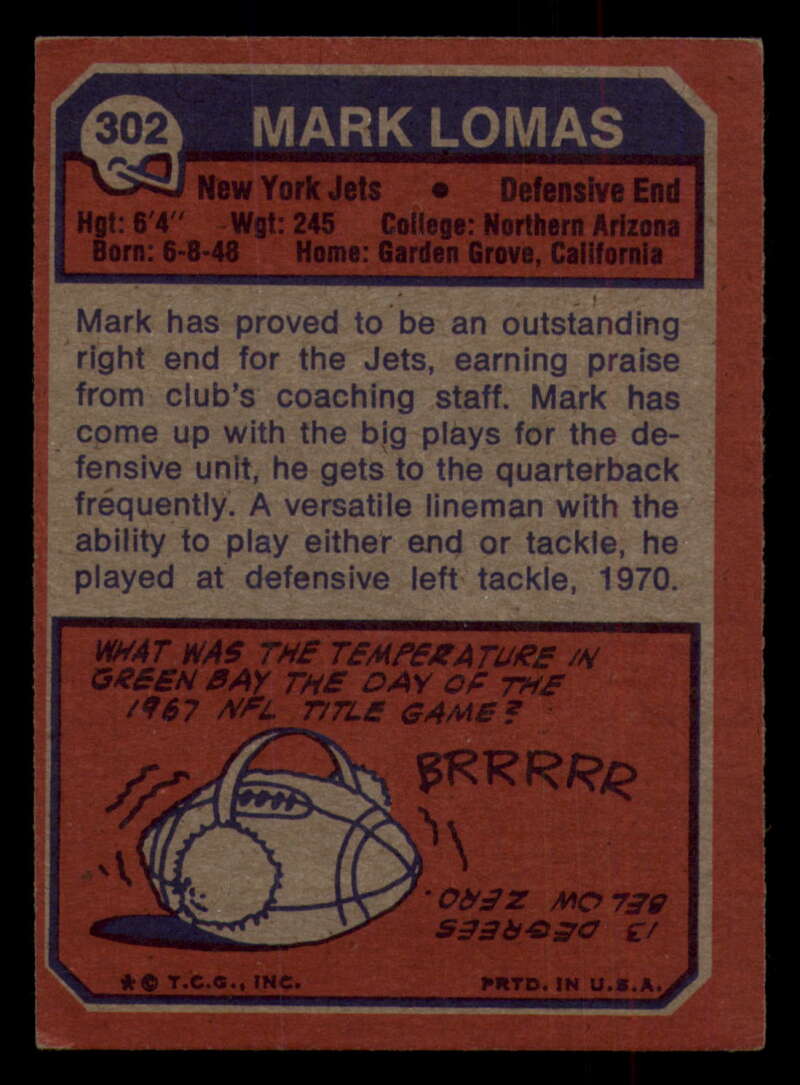 302
MARK LOMAS
New York Jets • Defensive End
Hgt: 6'4" Wgt: 245 College: Northern Arizona
Born: 6-8-48 Home: Garden Grove, California
Mark has proved to be an outstanding
right end for the Jets, earning praise
from club's coaching staff. Mark has
come up with the big plays for the de-
fensive unit, he gets to the quarterback
frequently. A versatile lineman with the
ability to play either end or tackle, he
played at defensive left tackle, 1970.
WHAT WAS THE TEMPERATURE IN
GREEN BAY THE DAY OF THE
1967 NFL TITLE GAME?
BRRRRR
13 DEGREES
BELOW ZERO.
★ © T.C.G., INC. PRTD. IN U.S.A.